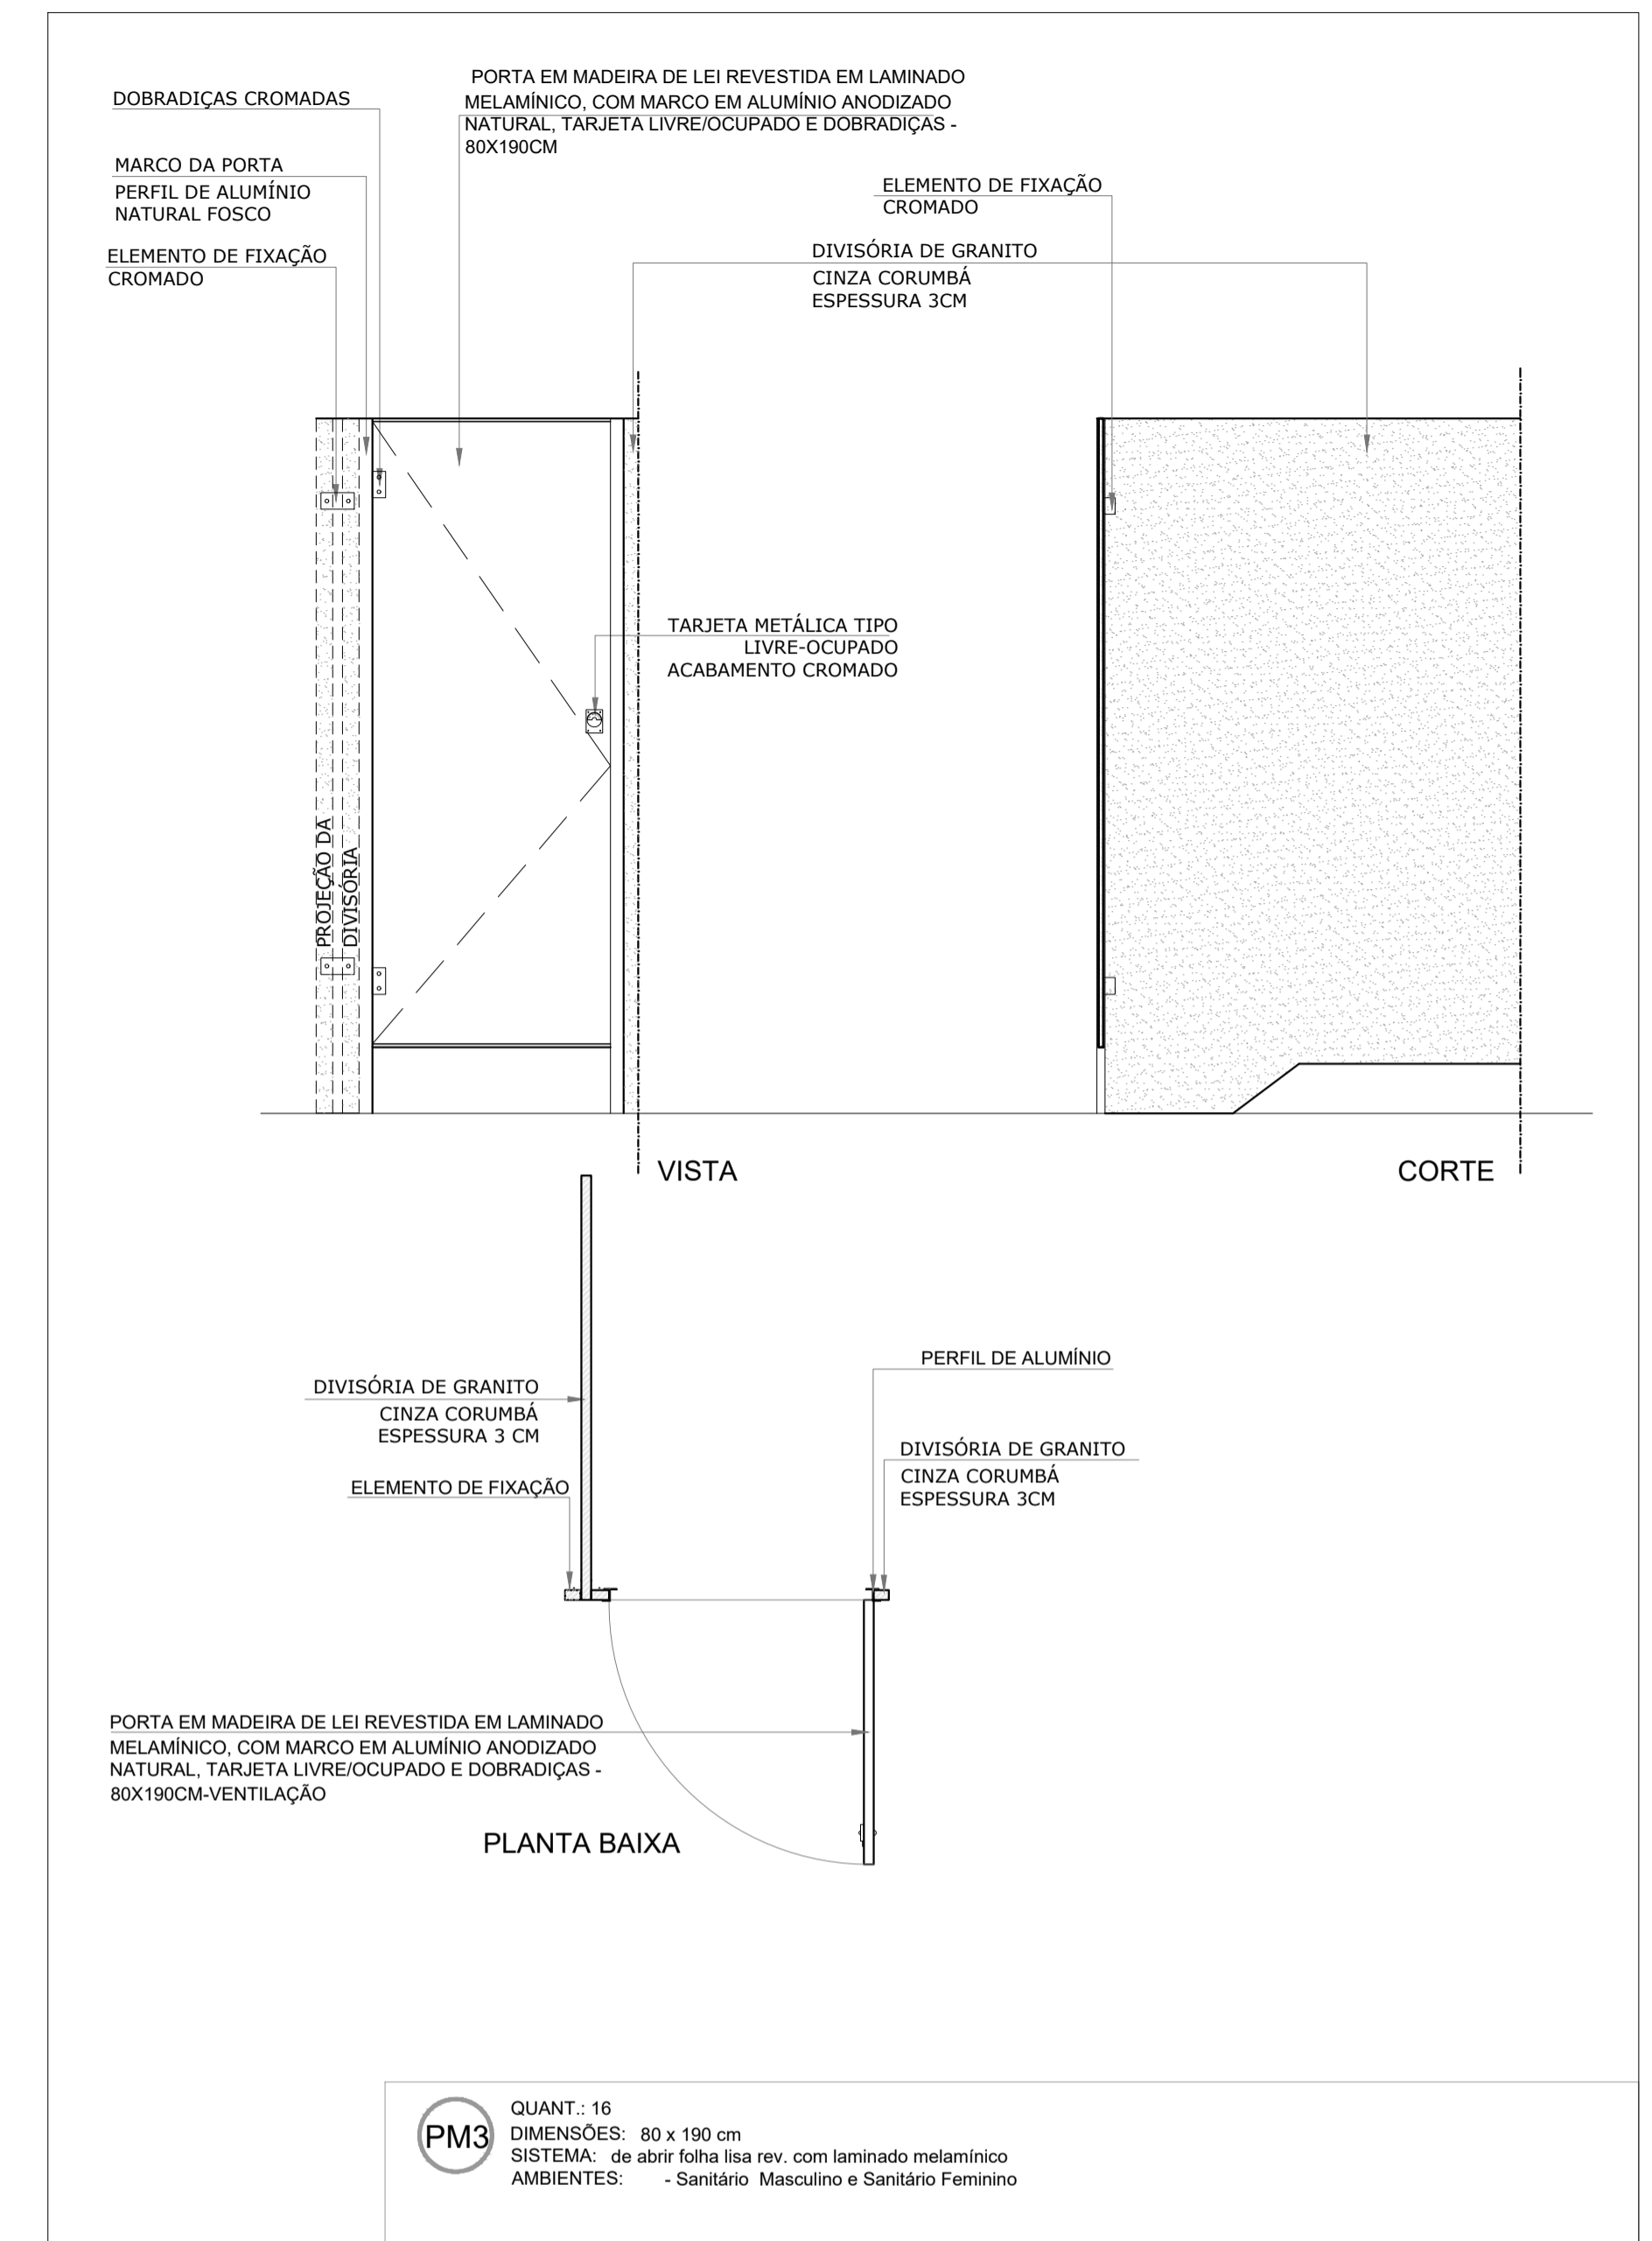 PORTA EM MADEIRA DE LEI REVESTIDA EM LAMINADO
MELAMÍNICO, COM MARCO EM ALUMÍNIO ANODIZADO
NATURAL, TARJETA LIVRE/OCUPADO E DOBRADIÇAS -
80X190CM
DOBRADIÇAS CROMADAS
MARCO DA PORTA
PERFIL DE ALUMÍNIO
NATURAL FOSCO
ELEMENTO DE FIXAÇÃO
CROMADO
ELEMENTO DE FIXAÇÃO
CROMADO
DIVISÓRIA DE GRANITO
CINZA CORUMBÁ
ESPESSURA 3CM
TARJETA METÁLICA TIPO
LIVRE-OCUPADO
ACABAMENTO CROMADO
PROJEÇÃO DA
DIVISÓRIA
VISTA
CORTE
DIVISÓRIA DE GRANITO
CINZA CORUMBÁ
ESPESSURA 3 CM
ELEMENTO DE FIXAÇÃO
PERFIL DE ALUMÍNIO
DIVISÓRIA DE GRANITO
CINZA CORUMBÁ
ESPESSURA 3CM
PORTA EM MADEIRA DE LEI REVESTIDA EM LAMINADO
MELAMÍNICO, COM MARCO EM ALUMÍNIO ANODIZADO
NATURAL, TARJETA LIVRE/OCUPADO E DOBRADIÇAS -
80X190CM-VENTILAÇÃO
PLANTA BAIXA
PM3
QUANT.: 16
DIMENSÕES: 80 x 190 cm
SISTEMA: de abrir folha lisa rev. com laminado melamínico
AMBIENTES: - Sanitário Masculino e Sanitário Feminino